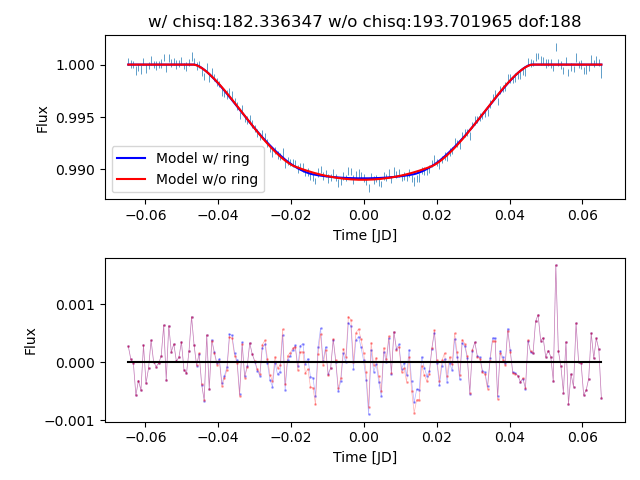 w/ chisq:182.336347 w/o chisq:193.701965 dof:188
1.000
0.995
0.990
Flux
Model w/ ring
Model w/o ring
−0.06 −0.04 −0.02 0.00 0.02 0.04 0.06
Time [JD]
0.001
0.000
−0.001
Flux
−0.06 −0.04 −0.02 0.00 0.02 0.04 0.06
Time [JD]